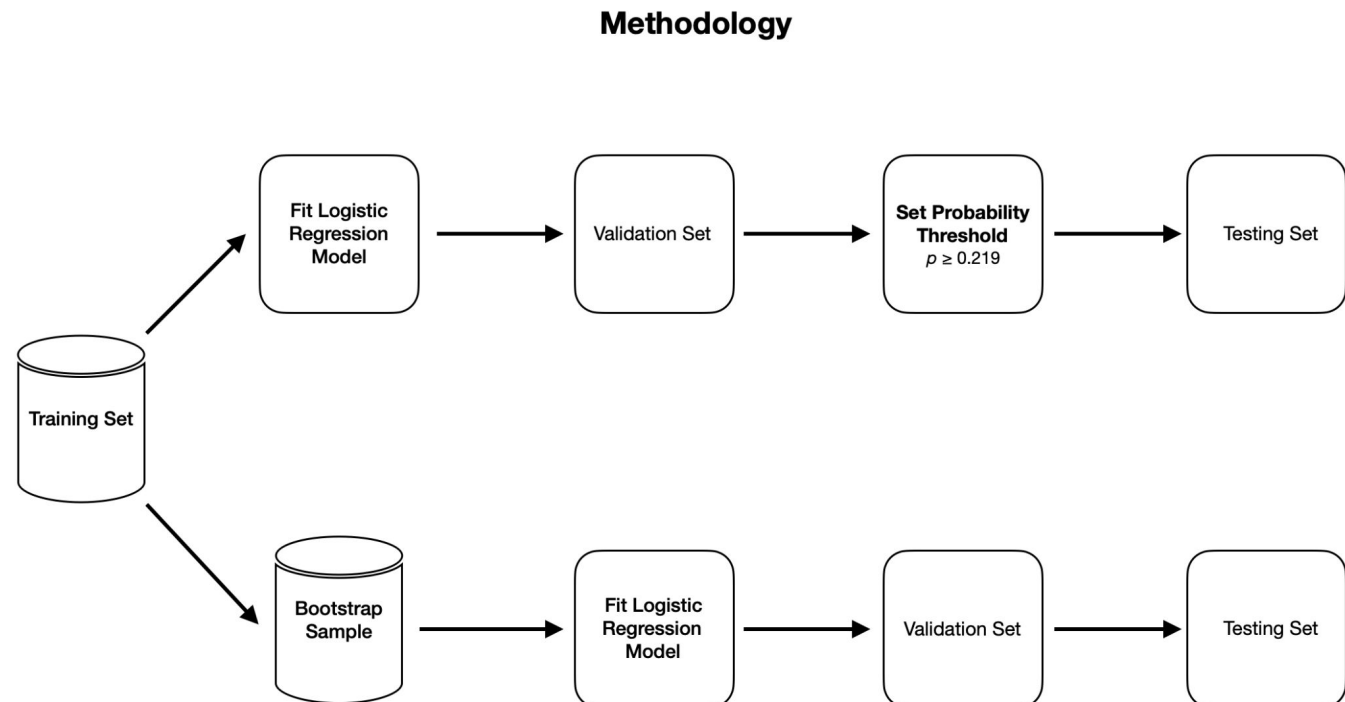 Methodology
Fit Logistic
Regression
Model
Validation Set
Set Probability
Threshold
p ≥ 0.219
Testing Set
Training Set
Bootstrap
Sample
Fit Logistic
Regression
Model
Validation Set
Testing Set